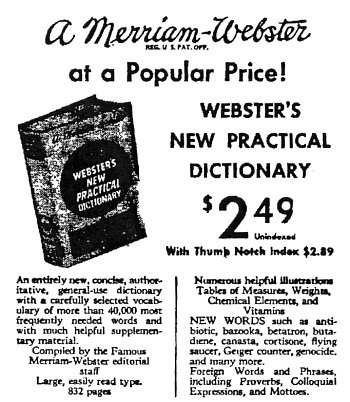 A Merriam-Webster
REG. U. S. PAT. OFF.
at a Popular Price!
WEBSTER'S
NEW PRACTICAL
DICTIONARY
WEBSTER'S
NEW
PRACTICAL
DICTIONARY
$2.49
Unindexed
With Thumb Notch Index $2.89
An entirely new, concise, author-
itative, general-use dictionary
with a carefully selected vocab-
ulary of more than 40,000 most
frequently needed words and
with much helpful supplemen-
tary material.
Compiled by the Famous
Merriam-Webster editorial
staff
Large, easily read type.
832 pages
Numerous helpful illustrations
Tables of Measures, Weights,
Chemical Elements, and
Vitamins
NEW WORDS such as anti-
biotic, bazooka, betatron, buta-
diene, canasta, cortisone, flying
saucer, Geiger counter, genocide,
and many more.
Foreign Words and Phrases,
including Proverbs, Colloquial
Expressions, and Mottoes.